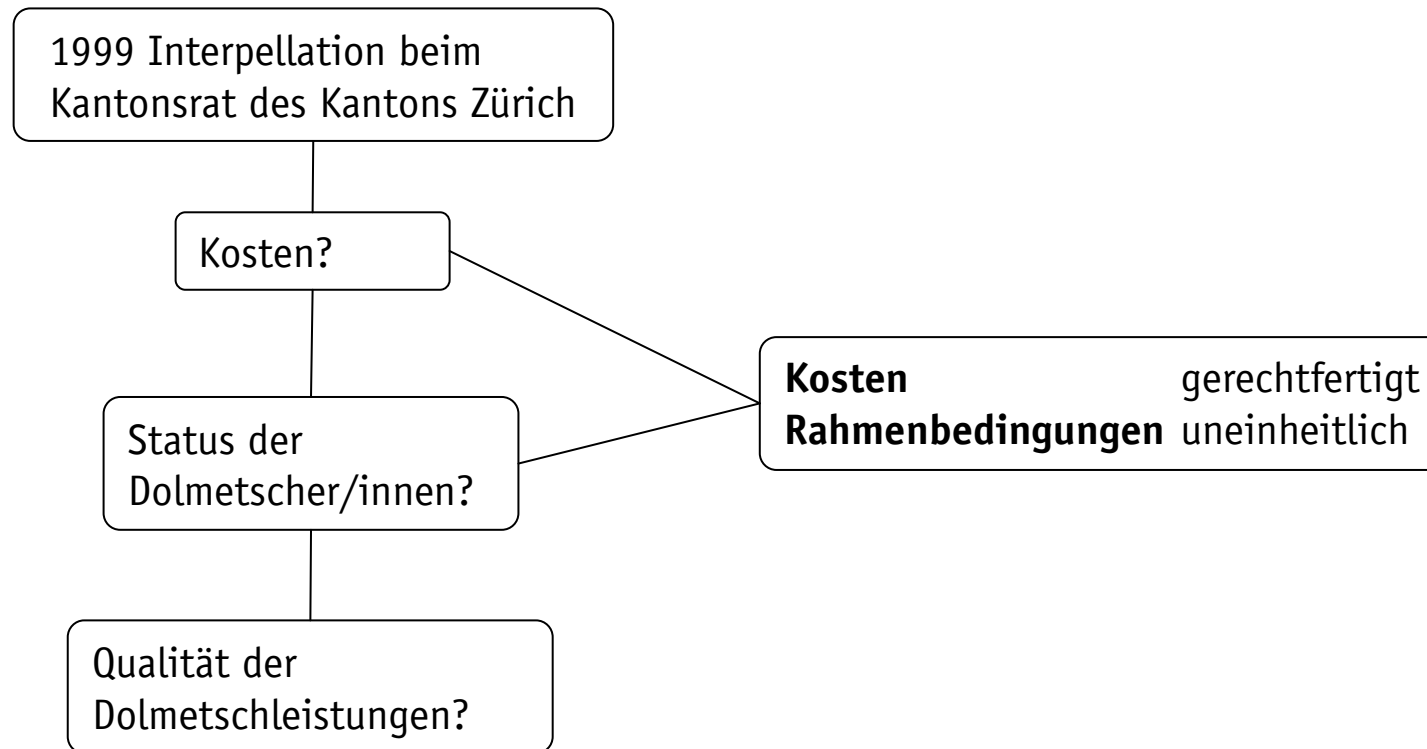 1999 Interpellation beim
Kantonsrat des Kantons Zürich
Kosten?
Status der
Dolmetscher/innen?
Kosten gerechtfertigt
Rahmenbedingungen uneinheitlich
Qualität der
Dolmetschleistungen?